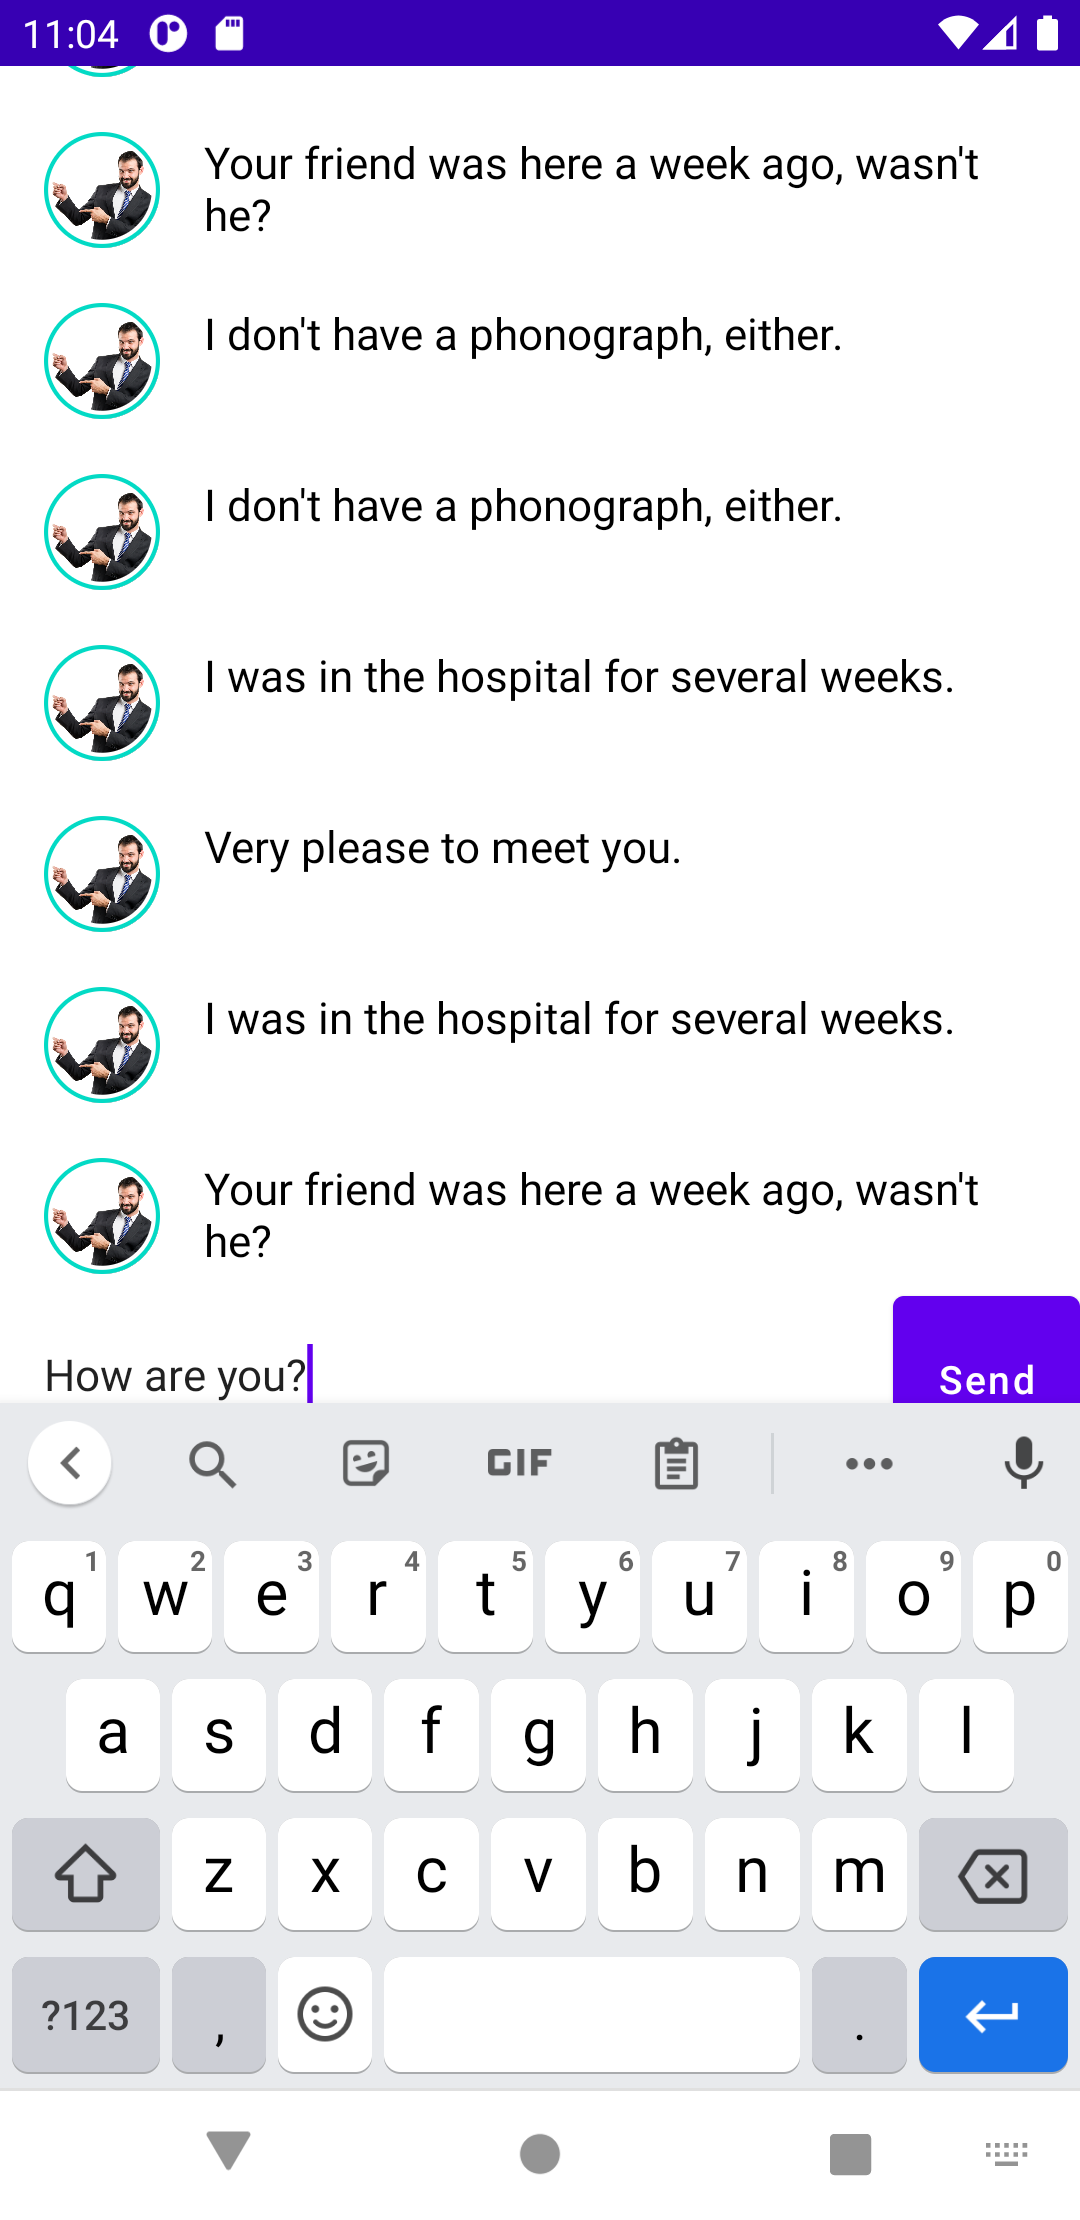 11:04
Your friend was here a week ago, wasn't
he?
I don't have a phonograph, either.
I don't have a phonograph, either.
I was in the hospital for several weeks.
Very please to meet you.
I was in the hospital for several weeks.
Your friend was here a week ago, wasn't
he?
How are you?
Send
GIF
q 1 w 2 e 3 r 4 t 5 y 6 u 7 i 8 o 9 p 0
a s d f g h j k l
z x c v b n m
?123 , .